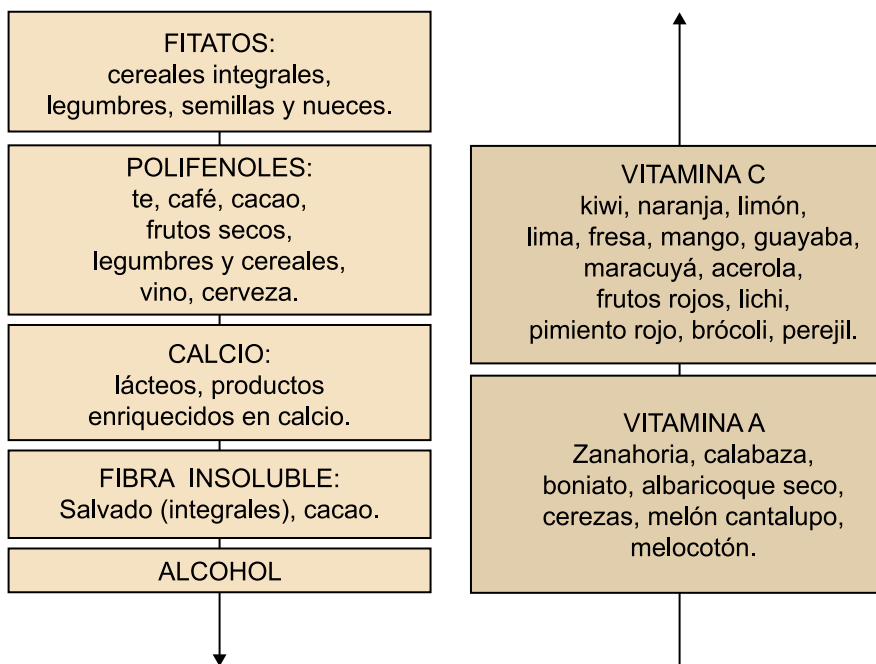 FITATOS:
cereales integrales,
legumbres, semillas y nueces.
POLIFENOLES:
te, café, cacao,
frutos secos,
legumbres y cereales,
vino, cerveza.
CALCIO:
lácteos, productos
enriquecidos en calcio.
FIBRA INSOLUBLE:
Salvado (integrales), cacao.
ALCOHOL
VITAMINA C
kiwi, naranja, limón,
lima, fresa, mango, guayaba,
maracuyá, acerola,
frutos rojos, lichi,
pimiento rojo, brócoli, perejil.
VITAMINA A
Zanahoria, calabaza,
boniato, albaricoque seco,
cerezas, melón cantalupo,
melocotón.